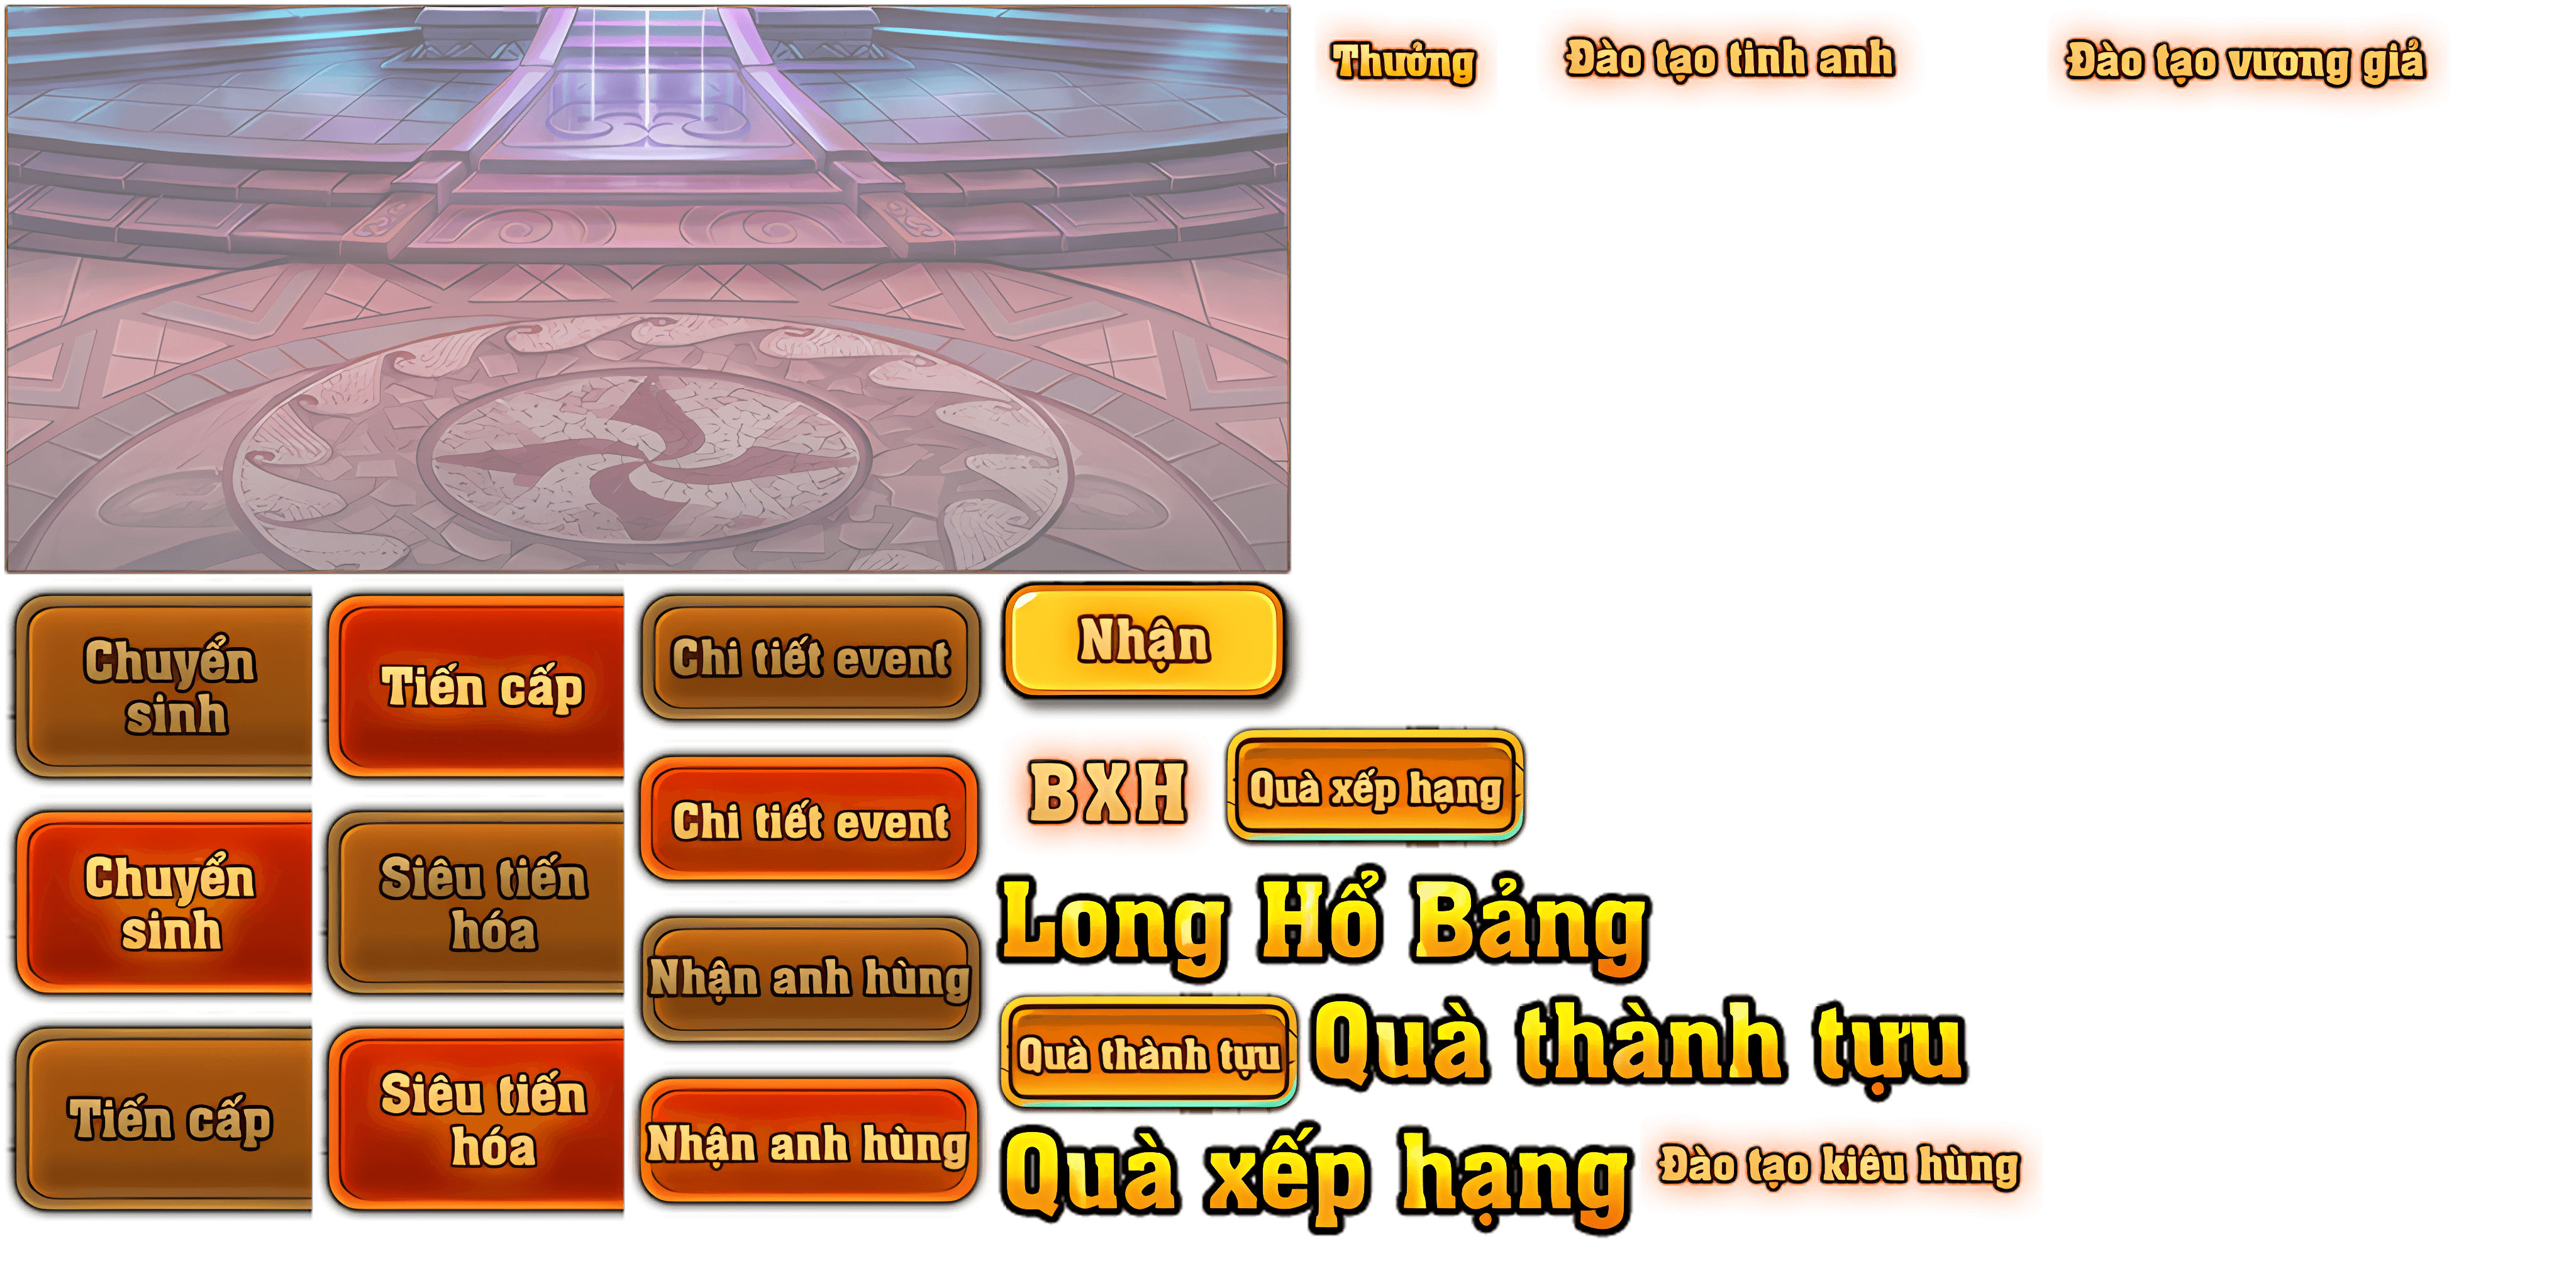 Thưởng
Đào tạo tinh anh
Đào tạo vương giả
Chuyển
sinh
Tiến cấp
Chi tiết event
Nhận
Chi tiết event
BXH
Quà xếp hạng
Chuyển
sinh
Siêu tiến
hóa
Long Hổ Bảng
Nhận anh hùng
Quà thành tựu
Quà thành tựu
Tiến cấp
Siêu tiến
hóa
Nhận anh hùng
Quà xếp hạng
Đào tạo kiêu hùng